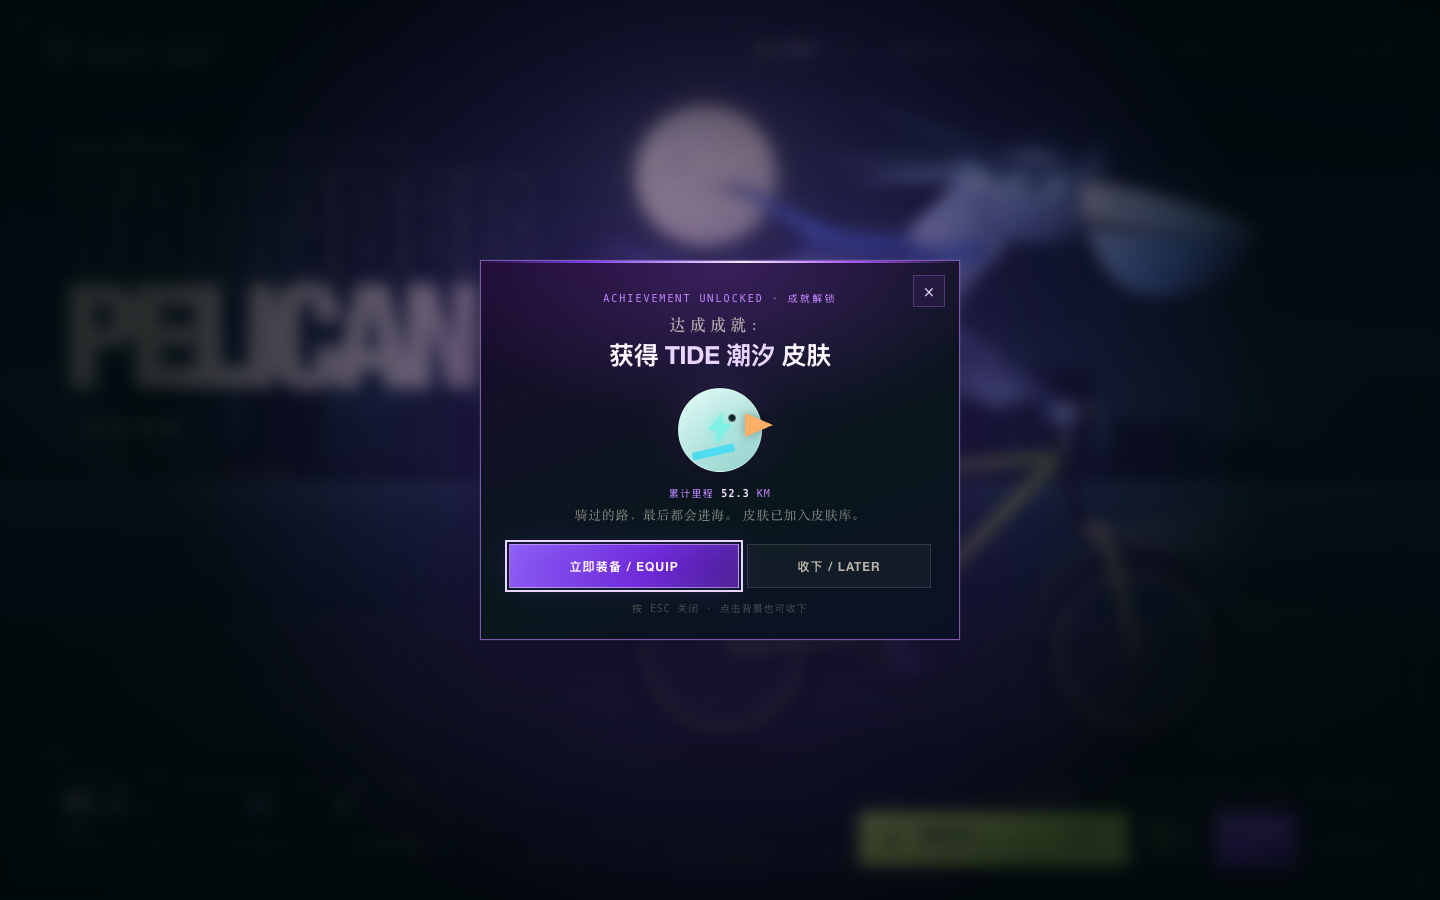 PELICAN
ACHIEVEMENT UNLOCKED · 成就解锁
×
达成成就：
获得 TIDE 潮汐 皮肤
累计里程 52.3 KM
骑过的路，最后都会进海。 皮肤已加入皮肤库。
立即装备 / EQUIP
收下 / LATER
按 ESC 关闭 · 点击背景也可收下